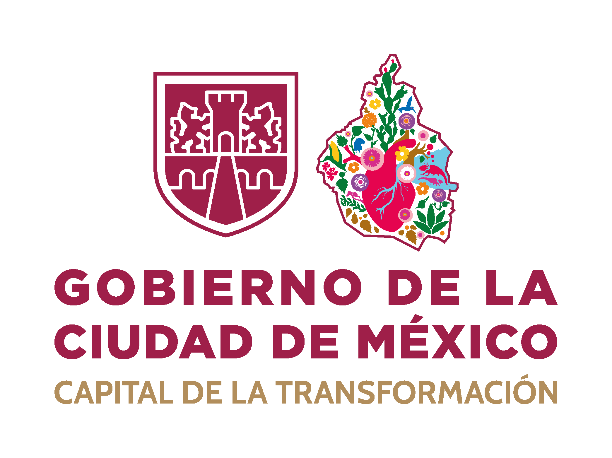 GOBIERNO DE LA
CIUDAD DE MÉXICO
CAPITAL DE LA TRANSFORMACIÓN